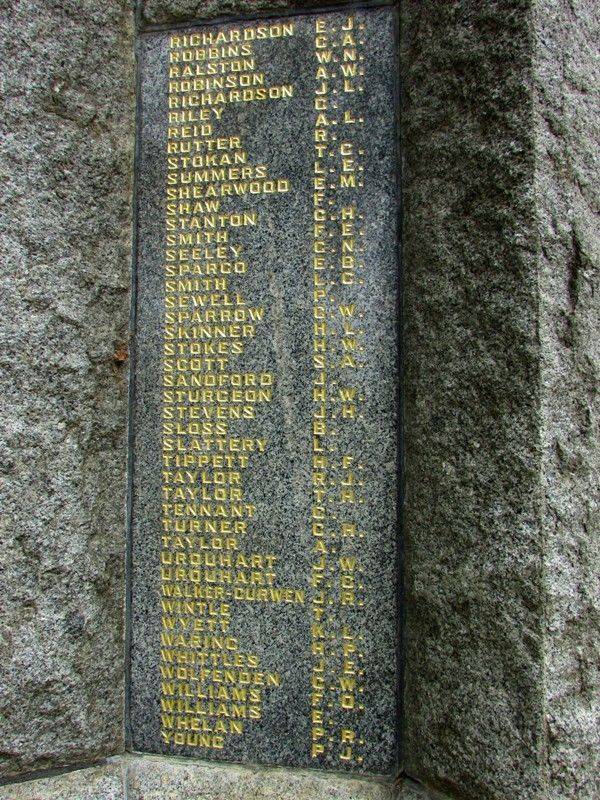 RICHARDSON E.J.
ROBBINS C.A.
RALSTON W.N.
ROBINSON A.W.
RICHARDSON J.L.
RILEY C.
REID A.L.
RUTTER R.
STOKAN T.C.
SUMMERS L.E.
SHEARWOOD E.M.
SHAW F.
STANTON C.H.
SMITH F.E.
SEELEY C.N.
SPARGO E.B.
SMITH L.C.
SEWELL P.
SPARROW C.W.
SKINNER H.L.
STOKES H.W.
SCOTT S.A.
SANDFORD J.
STURGEON H.W.
STEVENS J.H.
SLOSS B.
SLATTERY L.
TIPPETT H.F.
TAYLOR R.J.
TAYLOR T.H.
TENNANT C.
TURNER C.H.
TAYLOR A.
URQUHART J.W.
URQUHART F.C.
WALKER-CURWEN J.R.
WINTLE T.
WYETT K.L.
WARING H.P.
WHITTLES J.E.
WOLFENDEN C.W.
WILLIAMS F.O.
WILLIAMS E.
WHELAN P.R.
YOUNG P.J.